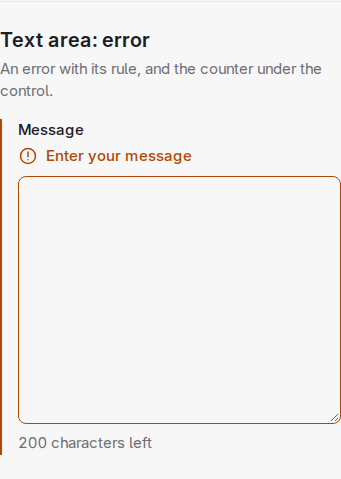 Text area: error
An error with its rule, and the counter under the
control.
Message
Enter your message
200 characters left